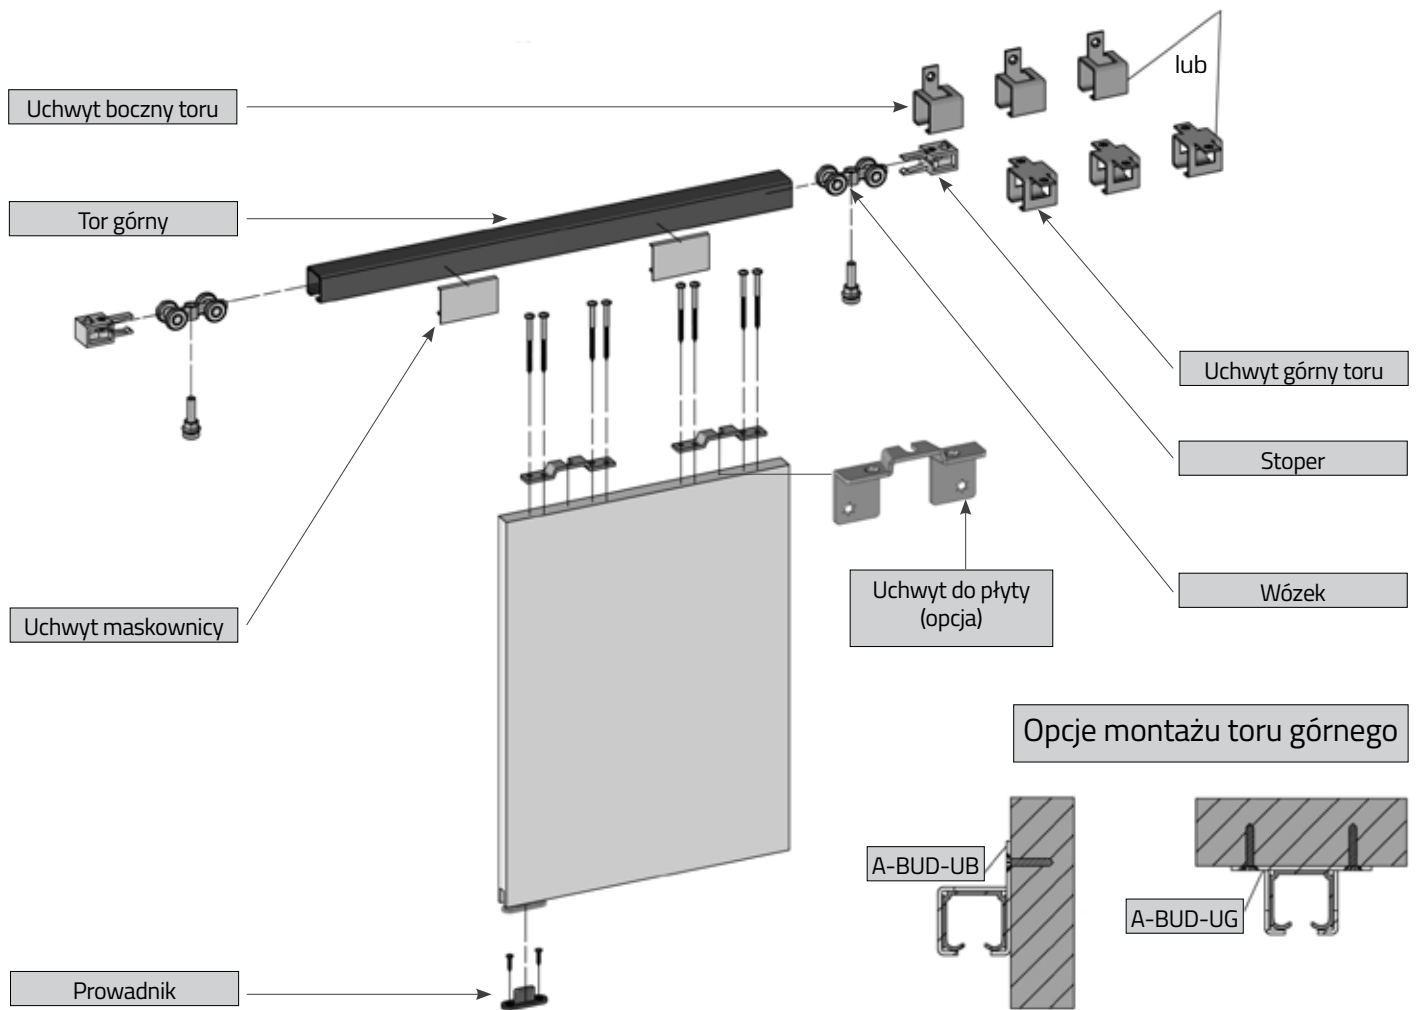 lub
Uchwyt boczny toru
Tor górny
Uchwyt górny toru
Stoper
Wózek
Uchwyt do płyty
(opcja)
Uchwyt maskownicy
Opcje montażu toru górnego
A-BUD-UB
A-BUD-UG
Prowadnik